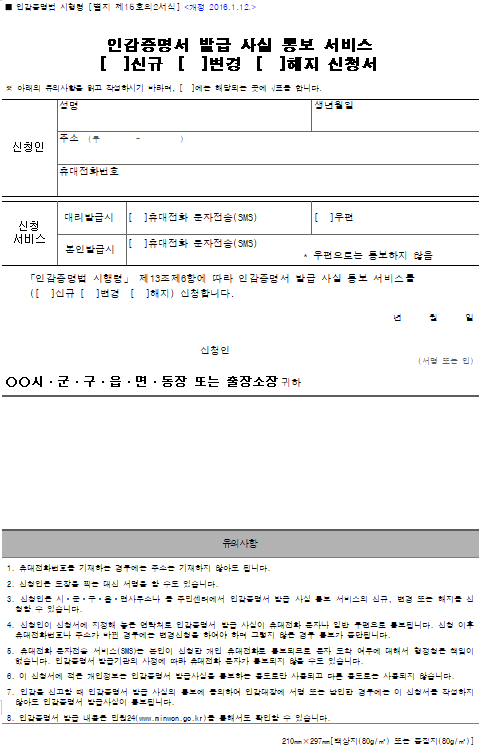 ■ 인감증명법 시행령 [별지 제15호의2서식] <개정 2016.1.12.>
인감증명서 발급 사실 통보 서비스
[  ]신규 [  ]변경 [  ]해지 신청서
※ 아래의 유의사항을 읽고 작성하시기 바라며, [  ]에는 해당되는 곳에 √표를 합니다.
신청인
성명
생년월일
주소 (우 - )
휴대전화번호
신청 서비스
대리발급시
[  ]휴대전화 문자전송(SMS)
[  ]우편
본인발급시
[  ]휴대전화 문자전송(SMS)
* 우편으로는 통보하지 않음
「인감증명법 시행령」 제13조제6항에 따라 인감증명서 발급 사실 통보 서비스를
([  ]신규 [  ]변경 [  ]해지) 신청합니다.
년 월 일
신청인
(서명 또는 인)
○○시・군・구・읍・면・동장 또는 출장소장 귀하
유의사항
1. 휴대전화번호를 기재하는 경우에는 주소는 기재하지 않아도 됩니다.
2. 신청인은 도장을 찍는 대신 서명을 할 수도 있습니다.
3. 신청인은 시・군・구・읍・면사무소나 동 주민센터에서 인감증명서 발급 사실 통보 서비스의 신규, 변경 또는 해지를 신
청할 수 있습니다.
4. 신청인이 신청서에 지정해 놓은 연락처로 인감증명서 발급 사실이 휴대전화 문자나 일반 우편으로 통보됩니다. 신청 이후
휴대전화번호나 주소가 바뀐 경우에는 변경신청을 하여야 하며 그렇지 않은 경우 통보가 중단됩니다.
5. 휴대전화 문자전송 서비스(SMS)는 본인이 신청한 개인 휴대전화로 통보되므로 문자 도착 여부에 대해서 행정청은 책임이
없습니다. 인감증명서 발급기관의 사정에 따라 휴대전화 문자가 통보되지 않을 수도 있습니다.
6. 이 신청서에 적은 개인정보는 인감증명서 발급사실을 통보하는 용도로만 사용되고 다른 용도로는 사용되지 않습니다.
7. 인감을 신고할 때 인감증명서 발급 사실의 통보에 동의하여 인감대장에 서명 또는 날인한 경우에는 이 신청서를 작성하지
않아도 인감증명서 발급사실이 통보됩니다.
8. 인감증명서 발급 내용은 민원24(www.minwon.go.kr)를 통해서도 확인할 수 있습니다.
210㎜×297㎜[백상지(80g/㎡) 또는 중질지(80g/㎡)]